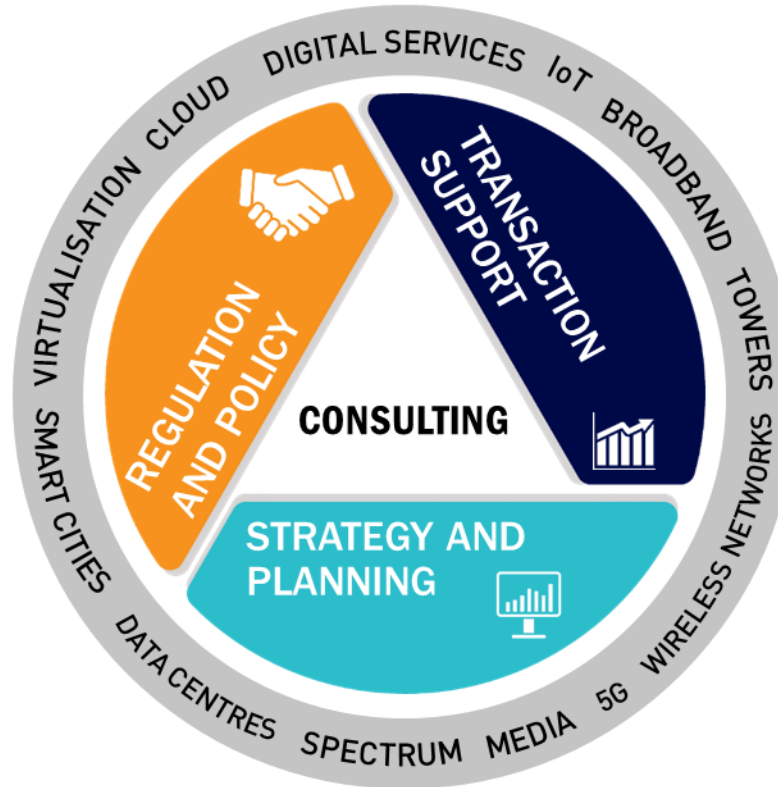 DIGITAL SERVICES
IoT
BROADBAND
TOWERS
WIRELESS NETWORKS
5G
MEDIA
SPECTRUM
DATA CENTRES
SMART CITIES
VIRTUALISATION
CLOUD
TRANSACTION
SUPPORT
REGULATION
AND POLICY
CONSULTING
STRATEGY AND
PLANNING